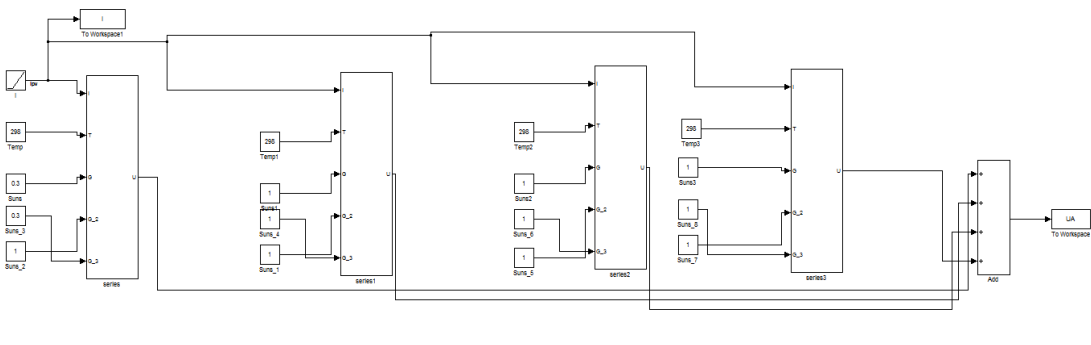 I
To Workspace1
Ipv
I
298
Temp
0.3
Suns
0.3
Suns_3
1
Suns_2
I
T
G
G_2
G_3
U
series
298
Temp1
1
Suns1
1
Suns_4
1
Suns_1
I
T
G
G_2
G_3
U
series1
298
Temp2
1
Suns2
1
Suns_6
1
Suns_5
I
T
G
G_2
G_3
U
series2
298
Temp3
1
Suns3
1
Suns_8
1
Suns_7
I
T
G
G_2
G_3
U
series3
+
+
+
+
Add
UA
To Workspace